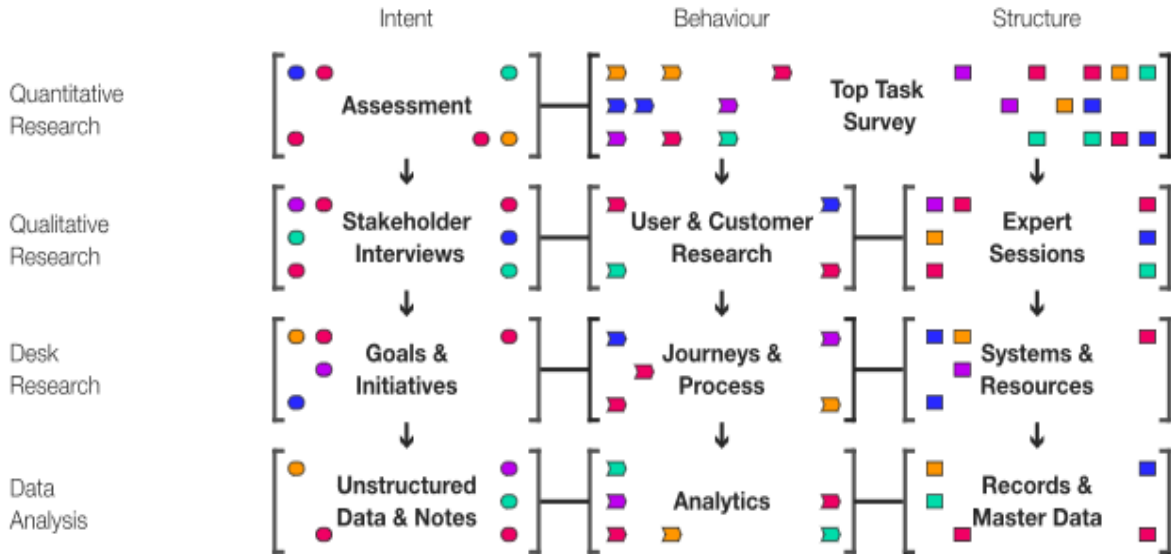 Intent
Behaviour
Structure
Quantitative
Research
Assessment
Top Task
Survey
Qualitative
Research
Stakeholder
Interviews
User & Customer
Research
Expert
Sessions
Desk
Research
Goals &
Initiatives
Journeys &
Process
Systems &
Resources
Data
Analysis
Unstructured
Data & Notes
Analytics
Records &
Master Data